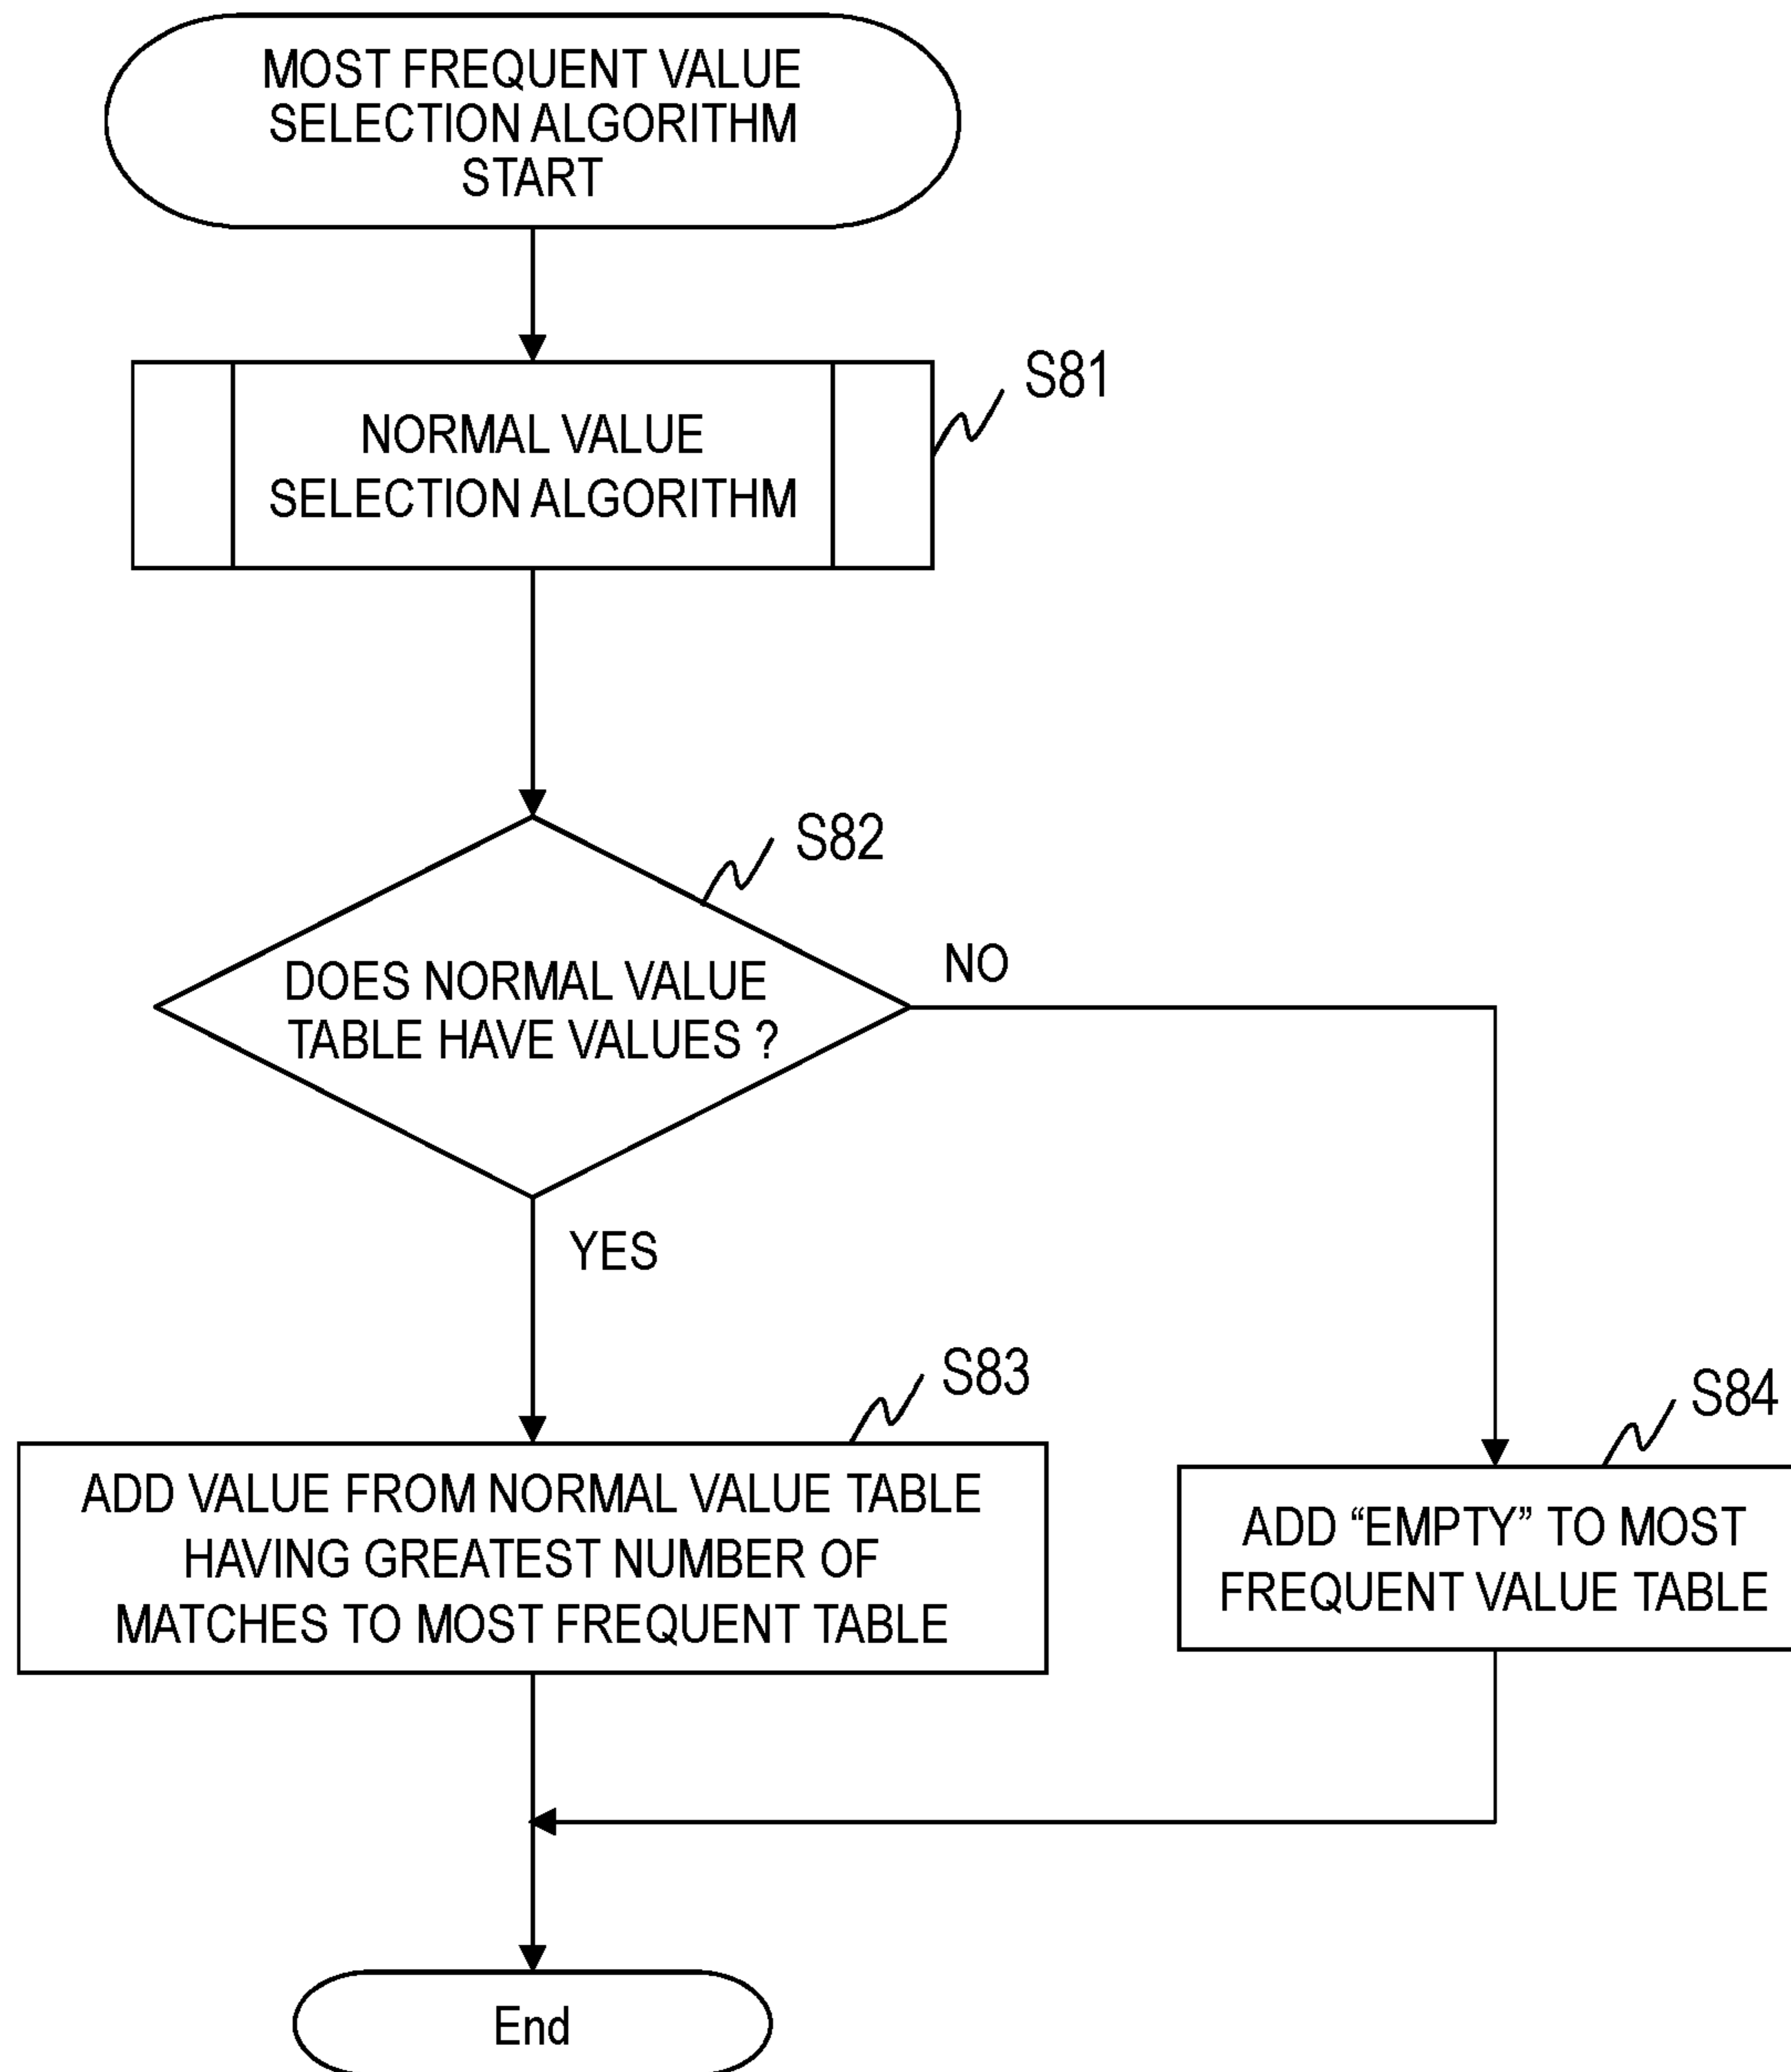 MOST FREQUENT VALUE
SELECTION ALGORITHM
START
S81
NORMAL VALUE
SELECTION ALGORITHM
S82
DOES NORMAL VALUE
TABLE HAVE VALUES ?
NO
YES
S83
ADD VALUE FROM NORMAL VALUE TABLE
HAVING GREATEST NUMBER OF
MATCHES TO MOST FREQUENT TABLE
S84
ADD “EMPTY” TO MOST
FREQUENT VALUE TABLE
End